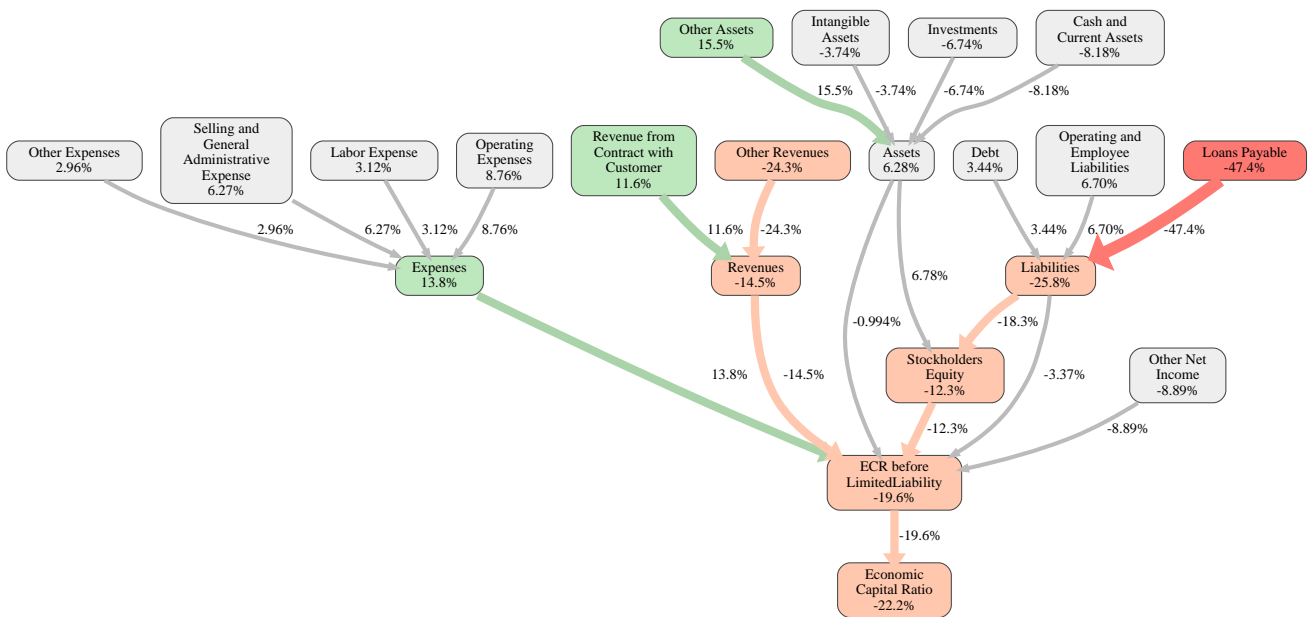 Other Assets
15.5%
Intangible
Assets
-3.74%
Investments
-6.74%
Cash and
Current Assets
-8.18%
15.5%
-3.74%
-6.74%
-8.18%
Other Expenses
2.96%
Selling and
General
Administrative
Expense
6.27%
Labor Expense
3.12%
Operating
Expenses
8.76%
Revenue from
Contract with
Customer
11.6%
Other Revenues
-24.3%
Assets
6.28%
Debt
3.44%
Operating and
Employee
Liabilities
6.70%
Loans Payable
-47.4%
2.96%
6.27%
3.12%
8.76%
11.6%
-24.3%
3.44%
6.70%
-47.4%
Expenses
13.8%
Revenues
-14.5%
6.78%
Liabilities
-25.8%
-0.994%
-18.3%
13.8%
-14.5%
Stockholders
Equity
-12.3%
-3.37%
Other Net
Income
-8.89%
-12.3%
-8.89%
ECR before
LimitedLiability
-19.6%
-19.6%
Economic
Capital Ratio
-22.2%